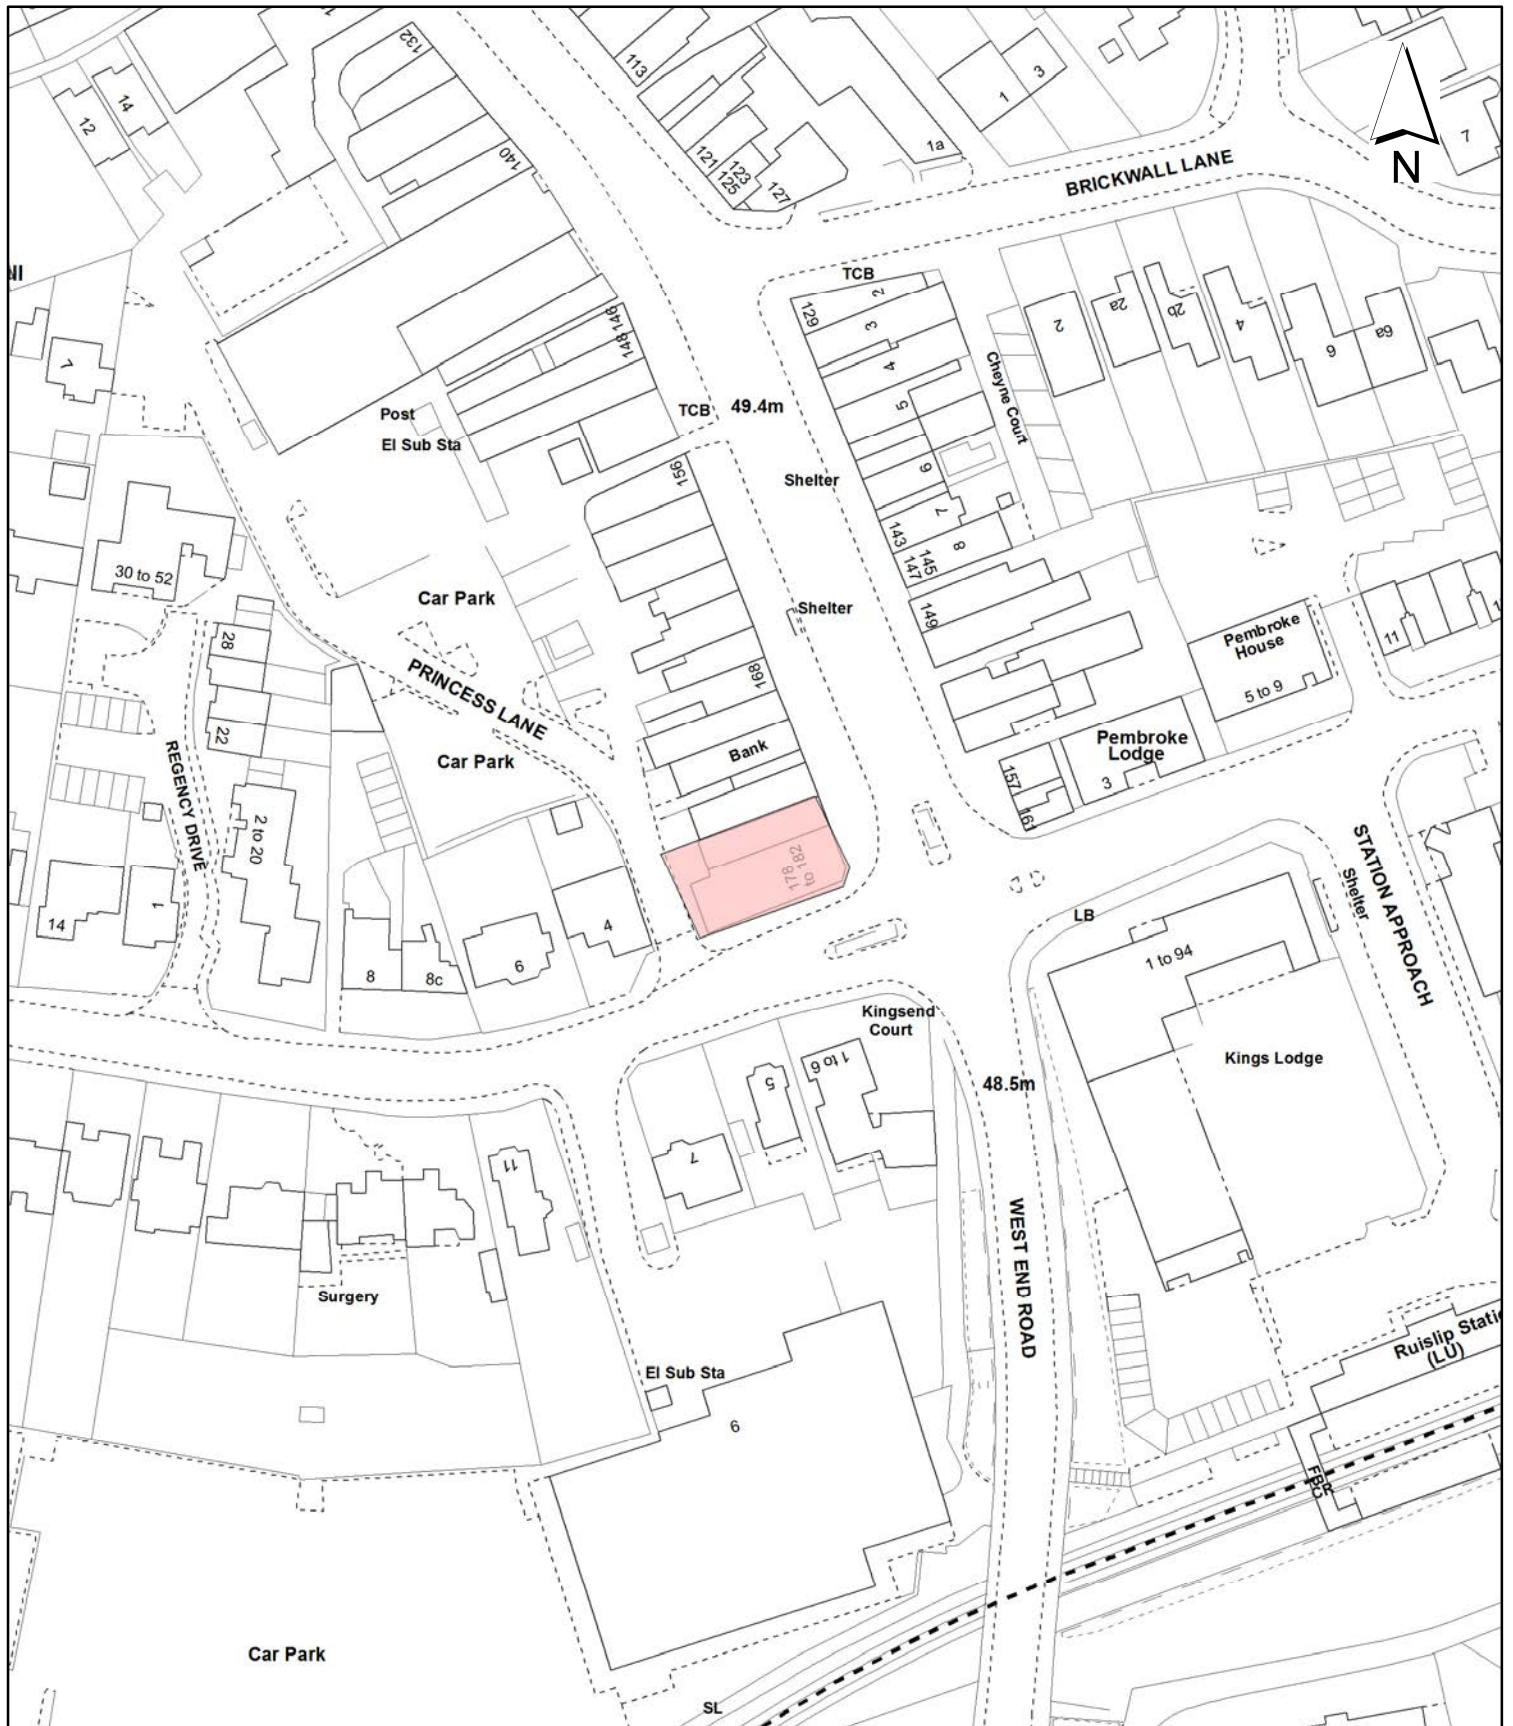 132
113
1
3
14
12
1a
7
N
140
121
123
125
127
BRICKWALL LANE
TCB
2
129
3
4
2
2a
2b
4
6
6a
146
148
7
Cheyne Court
Post
TCB
49.4m
El Sub Sta
5
156
6
Shelter
7
143
145
147
8
30 to 52
Car Park
Shelter
149
28
Pembroke
House
11
5 to 9
PRINCESS LANE
168
22
Bank
Pembroke
Lodge
3
Car Park
157
161
REGENCY DRIVE
2 to 20
178
to 182
STATION APPROACH
Shelter
14
1
8
8c
6
4
LB
1 to 94
Kingsend
Court
1 to 6
5
48.5m
Kings Lodge
7
11
WEST END ROAD
Surgery
Ruislip Statio
(LU)
El Sub Sta
6
Car Park
SL